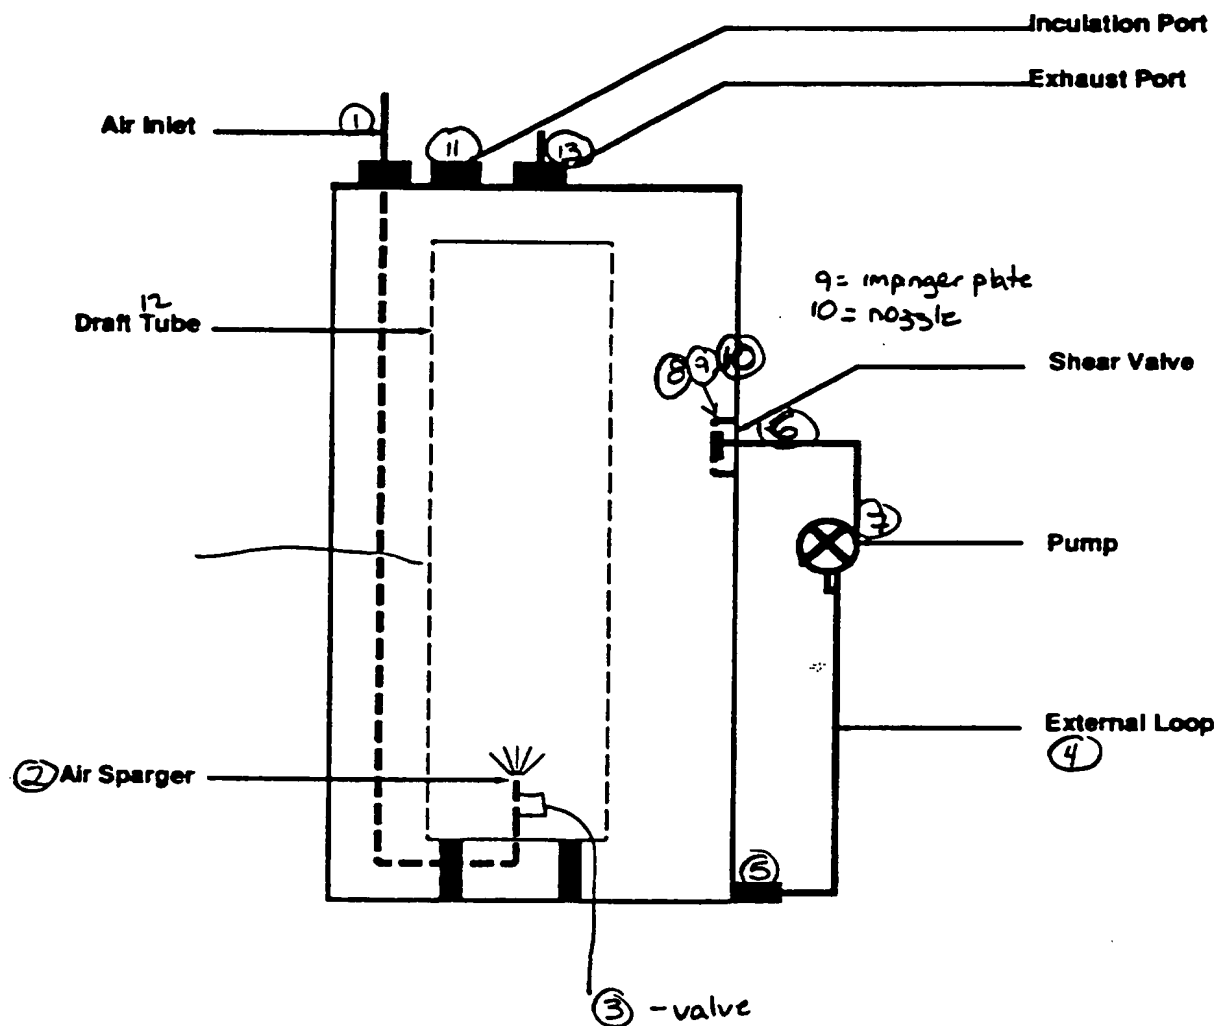 Inculation Port
Exhaust Port
Air Inlet
1
11
13
12
Draft Tube
9= impinger plate
10= nozzle
8 9 10
Shear Valve
6
7
Pump
External Loop
4
2 Air Sparger
5
3 -valve